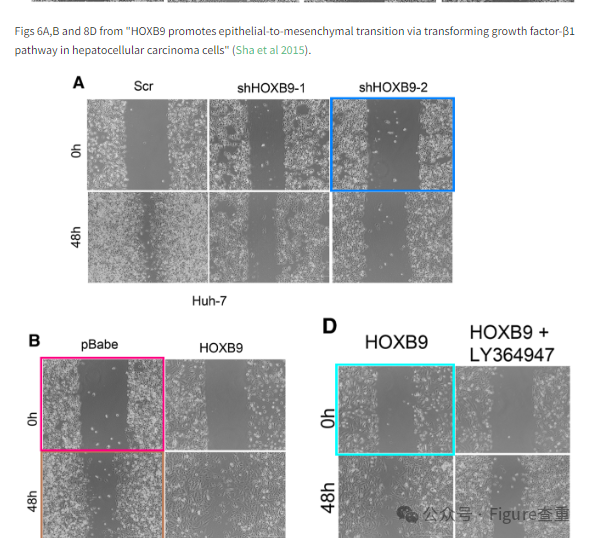 Figs 6A,B and 8D from "HOXB9 promotes epithelial-to-mesenchymal transition via transforming growth factor-β1
pathway in hepatocellular carcinoma cells" (Sha et al 2015).
A
Scr
shHOXB9-1
shHOXB9-2
0h
48h
Huh-7
B
pBabe
HOXB9
0h
48h
D
HOXB9
HOXB9 +
LY364947
0h
48h
公众号 · Figure查重